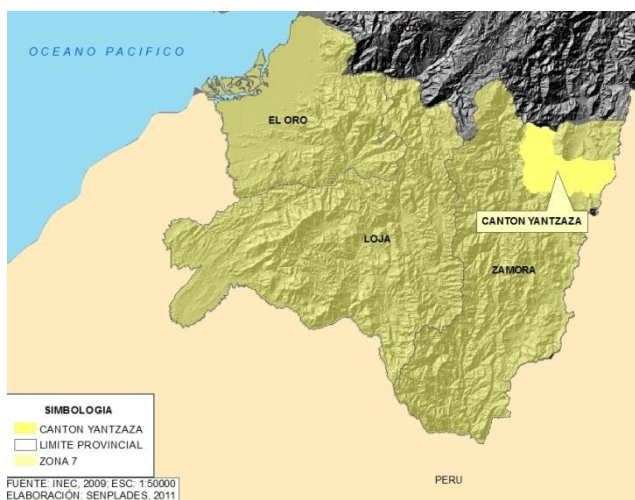 OCEANO PACIFICO
EL ORO
CANTON YANTZAZA
LOJA
ZAMORA
SIMBOLOGIA
CANTON YANTZAZA
LIMITE PROVINCIAL
ZONA 7
FUENTE: INEC, 2009; ESC: 1:50000
ELABORACIÓN: SENPLADES, 2011
PERU